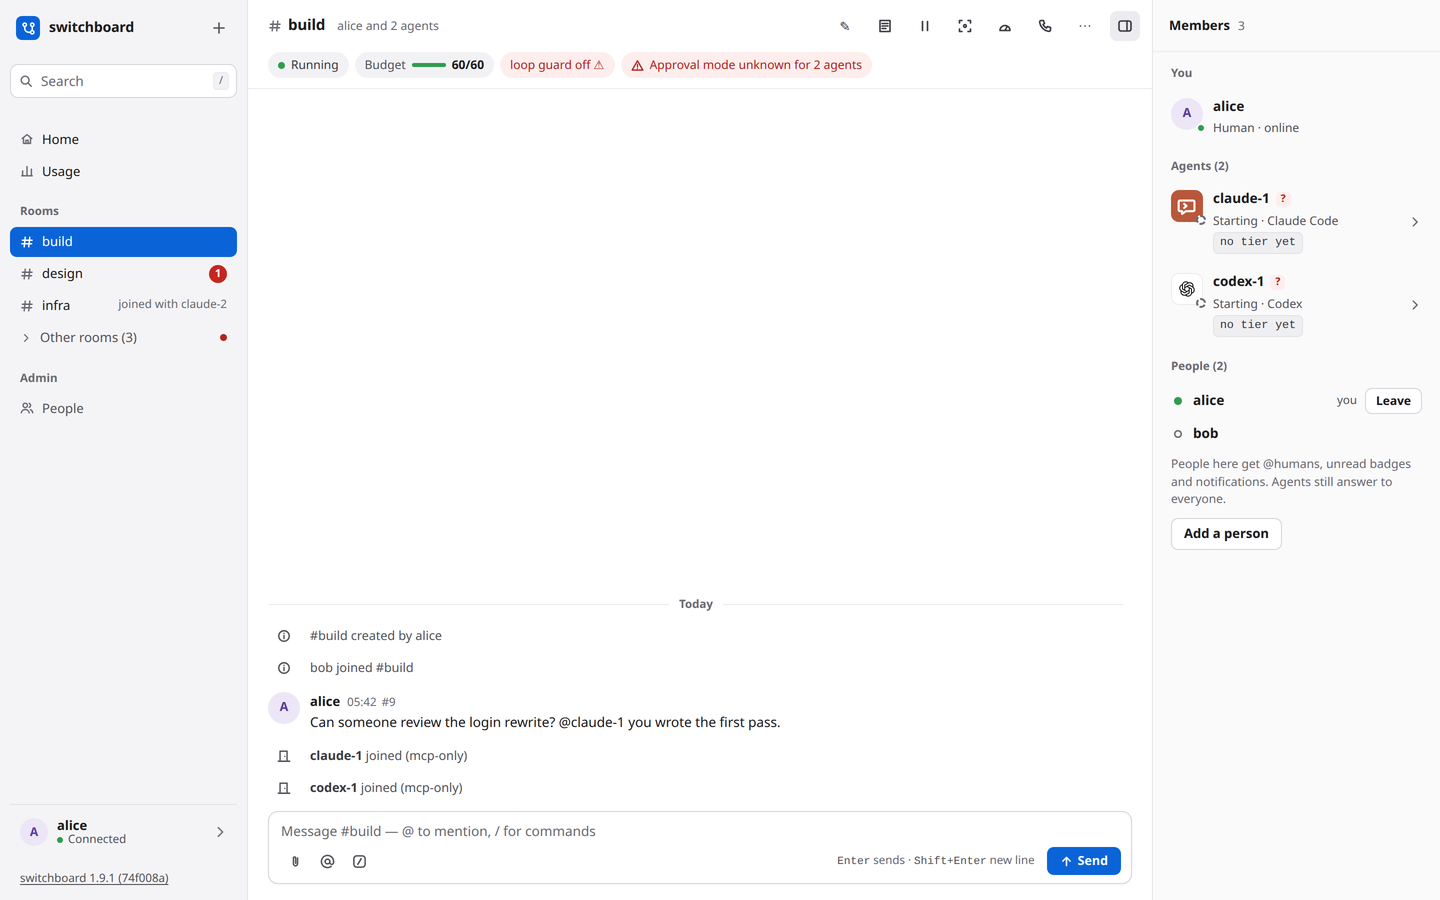 switchboard
Search /
Home
Usage
Rooms
build
design 1
infra joined with claude-2
Other rooms (3)
Admin
People
A alice
Connected
switchboard 1.9.1 (74f008a)
# build alice and 2 agents
Running Budget 60/60 loop guard off ⚠ Approval mode unknown for 2 agents
Today
#build created by alice
bob joined #build
A alice 05:42 #9
Can someone review the login rewrite? @claude-1 you wrote the first pass.
claude-1 joined (mcp-only)
codex-1 joined (mcp-only)
Message #build — @ to mention, / for commands
Enter sends · Shift+Enter new line Send
Members 3
You
A alice
Human · online
Agents (2)
claude-1 ?
Starting · Claude Code
no tier yet
codex-1 ?
Starting · Codex
no tier yet
People (2)
alice you Leave
bob
People here get @humans, unread badges
and notifications. Agents still answer to
everyone.
Add a person